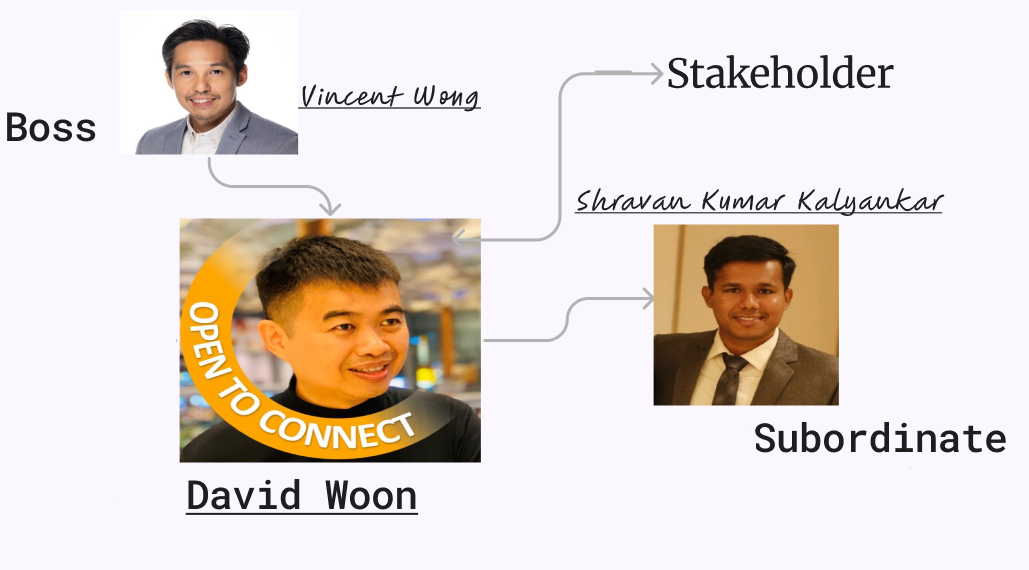 Vincent Wong
Boss
Stakeholder
Shravan Kumar Kalyankar
OPEN TO CONNECT
Subordinate
David Woon